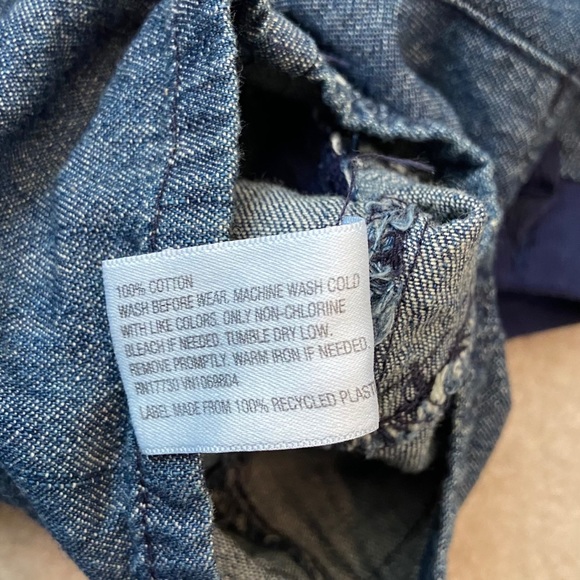 100% COTTON
WASH BEFORE WEAR. MACHINE WASH COLD
WITH LIKE COLORS. ONLY NON-CHLORINE
BLEACH IF NEEDED. TUMBLE DRY LOW.
REMOVE PROMPTLY. WARM IRON IF NEEDED.
RN17730 VN1069804
LABEL MADE FROM 100% RECYCLED PLAST